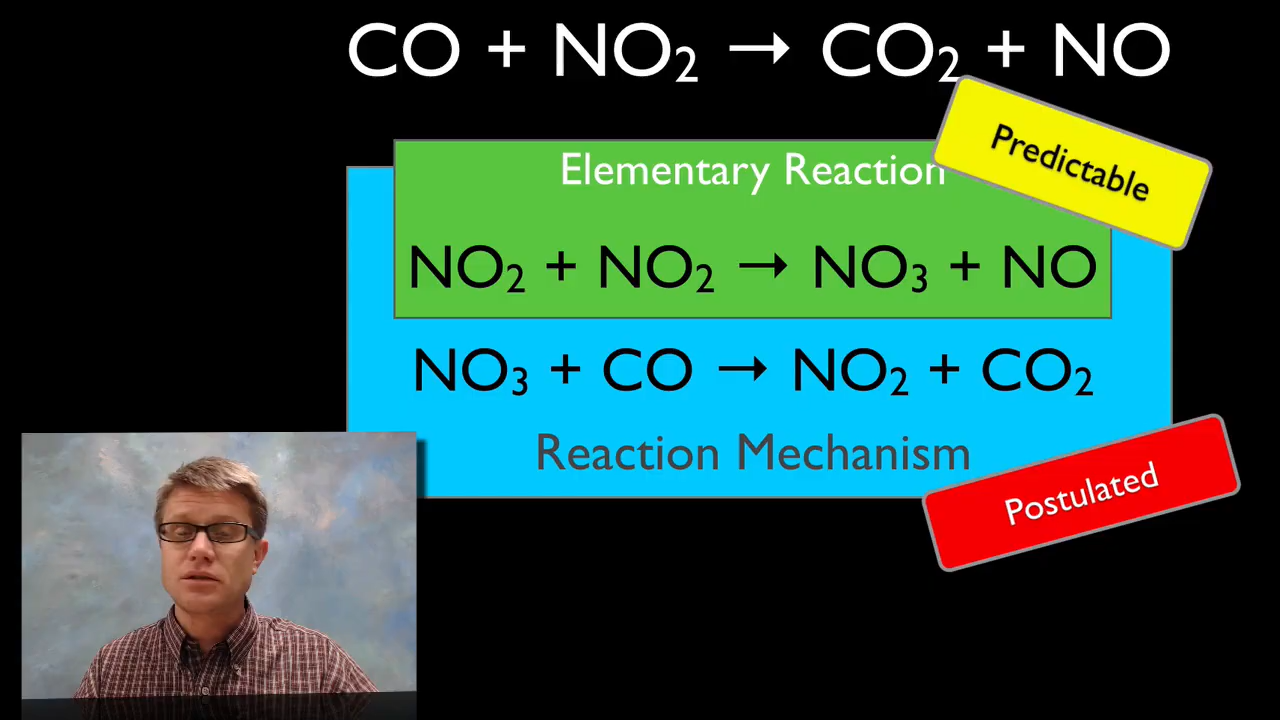 CO + NO₂ → CO₂ + NO
Predictable
Elementary Reaction
NO₂ + NO₂ → NO₃ + NO
NO₃ + CO → NO₂ + CO₂
Reaction Mechanism
Postulated